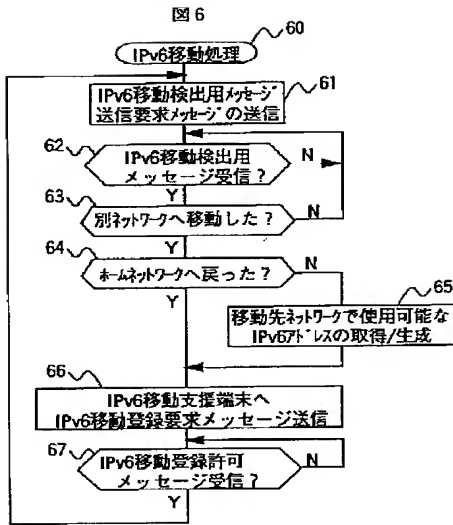 図6
60
IPv6移動処理
61
IPv6移動検出用メッセージ
送信要求メッセージの送信
62
IPv6移動検出用
メッセージ受信?
N
Y
63
別ネットワークへ移動した?
N
Y
64
ホームネットワークへ戻った?
N
Y
65
移動先ネットワークで使用可能な
IPv6アドレスの取得/生成
66
IPv6移動支援端末へ
IPv6移動登録要求メッセージ送信
67
IPv6移動登録許可
メッセージ受信?
N
Y